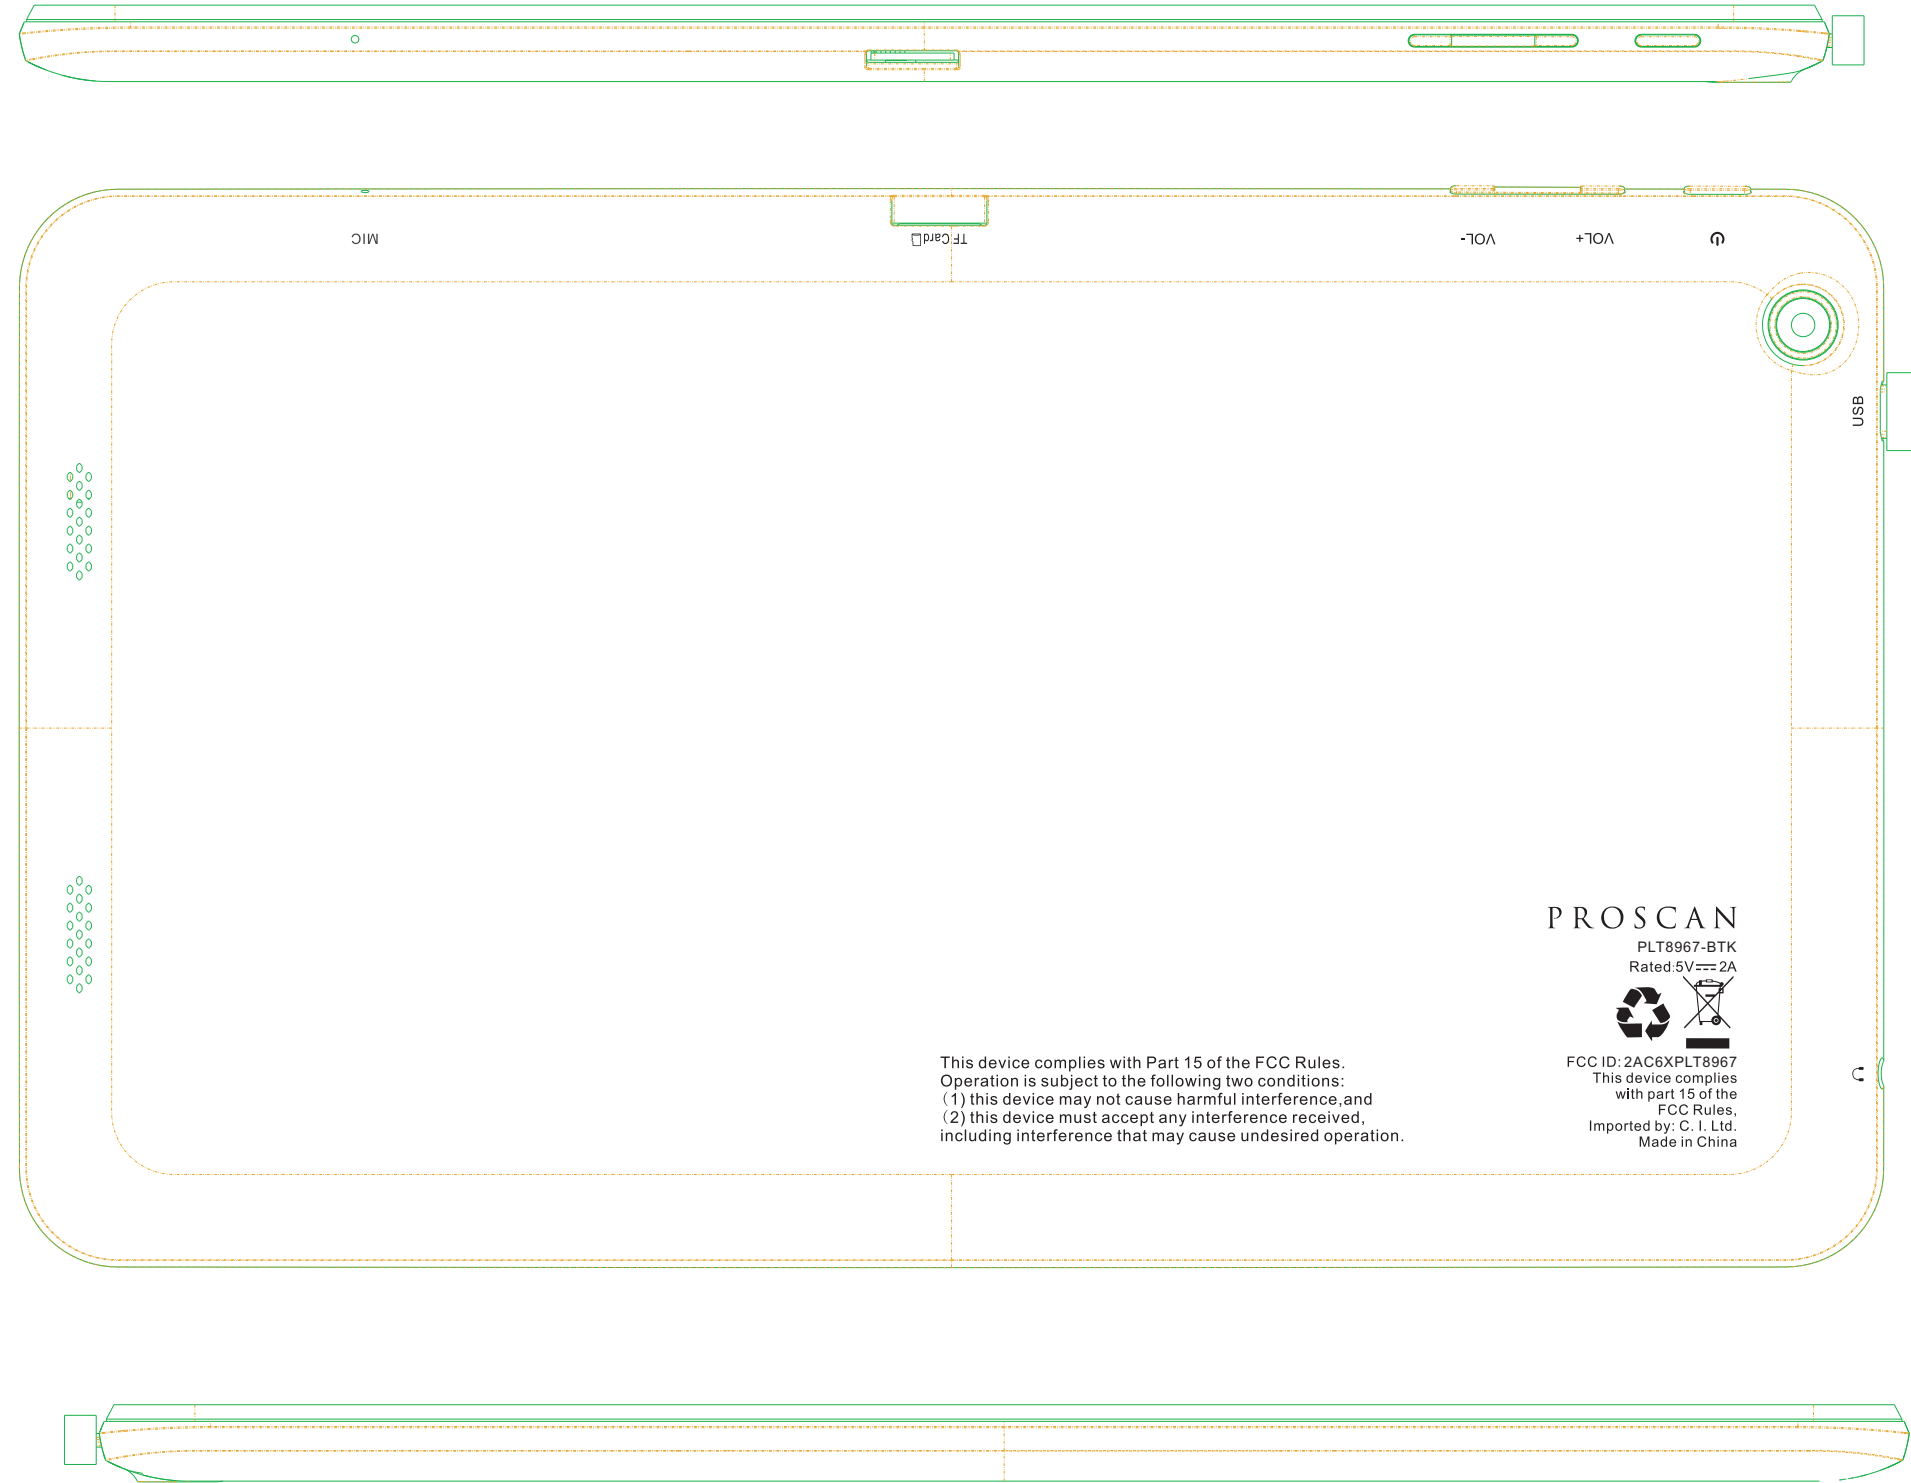 MIC
TF Card
VOL-
VOL+
USB
PROSCAN
PLT8967-BTK
Rated:5V 2A
This device complies with Part 15 of the FCC Rules.
Operation is subject to the following two conditions:
（1) this device may not cause harmful interference,and
（2) this device must accept any interference received,
including interference that may cause undesired operation.
FCC ID: 2AC6XPLT8967
This device complies
with part 15 of the
FCC Rules,
Imported by: C. I. Ltd.
Made in China